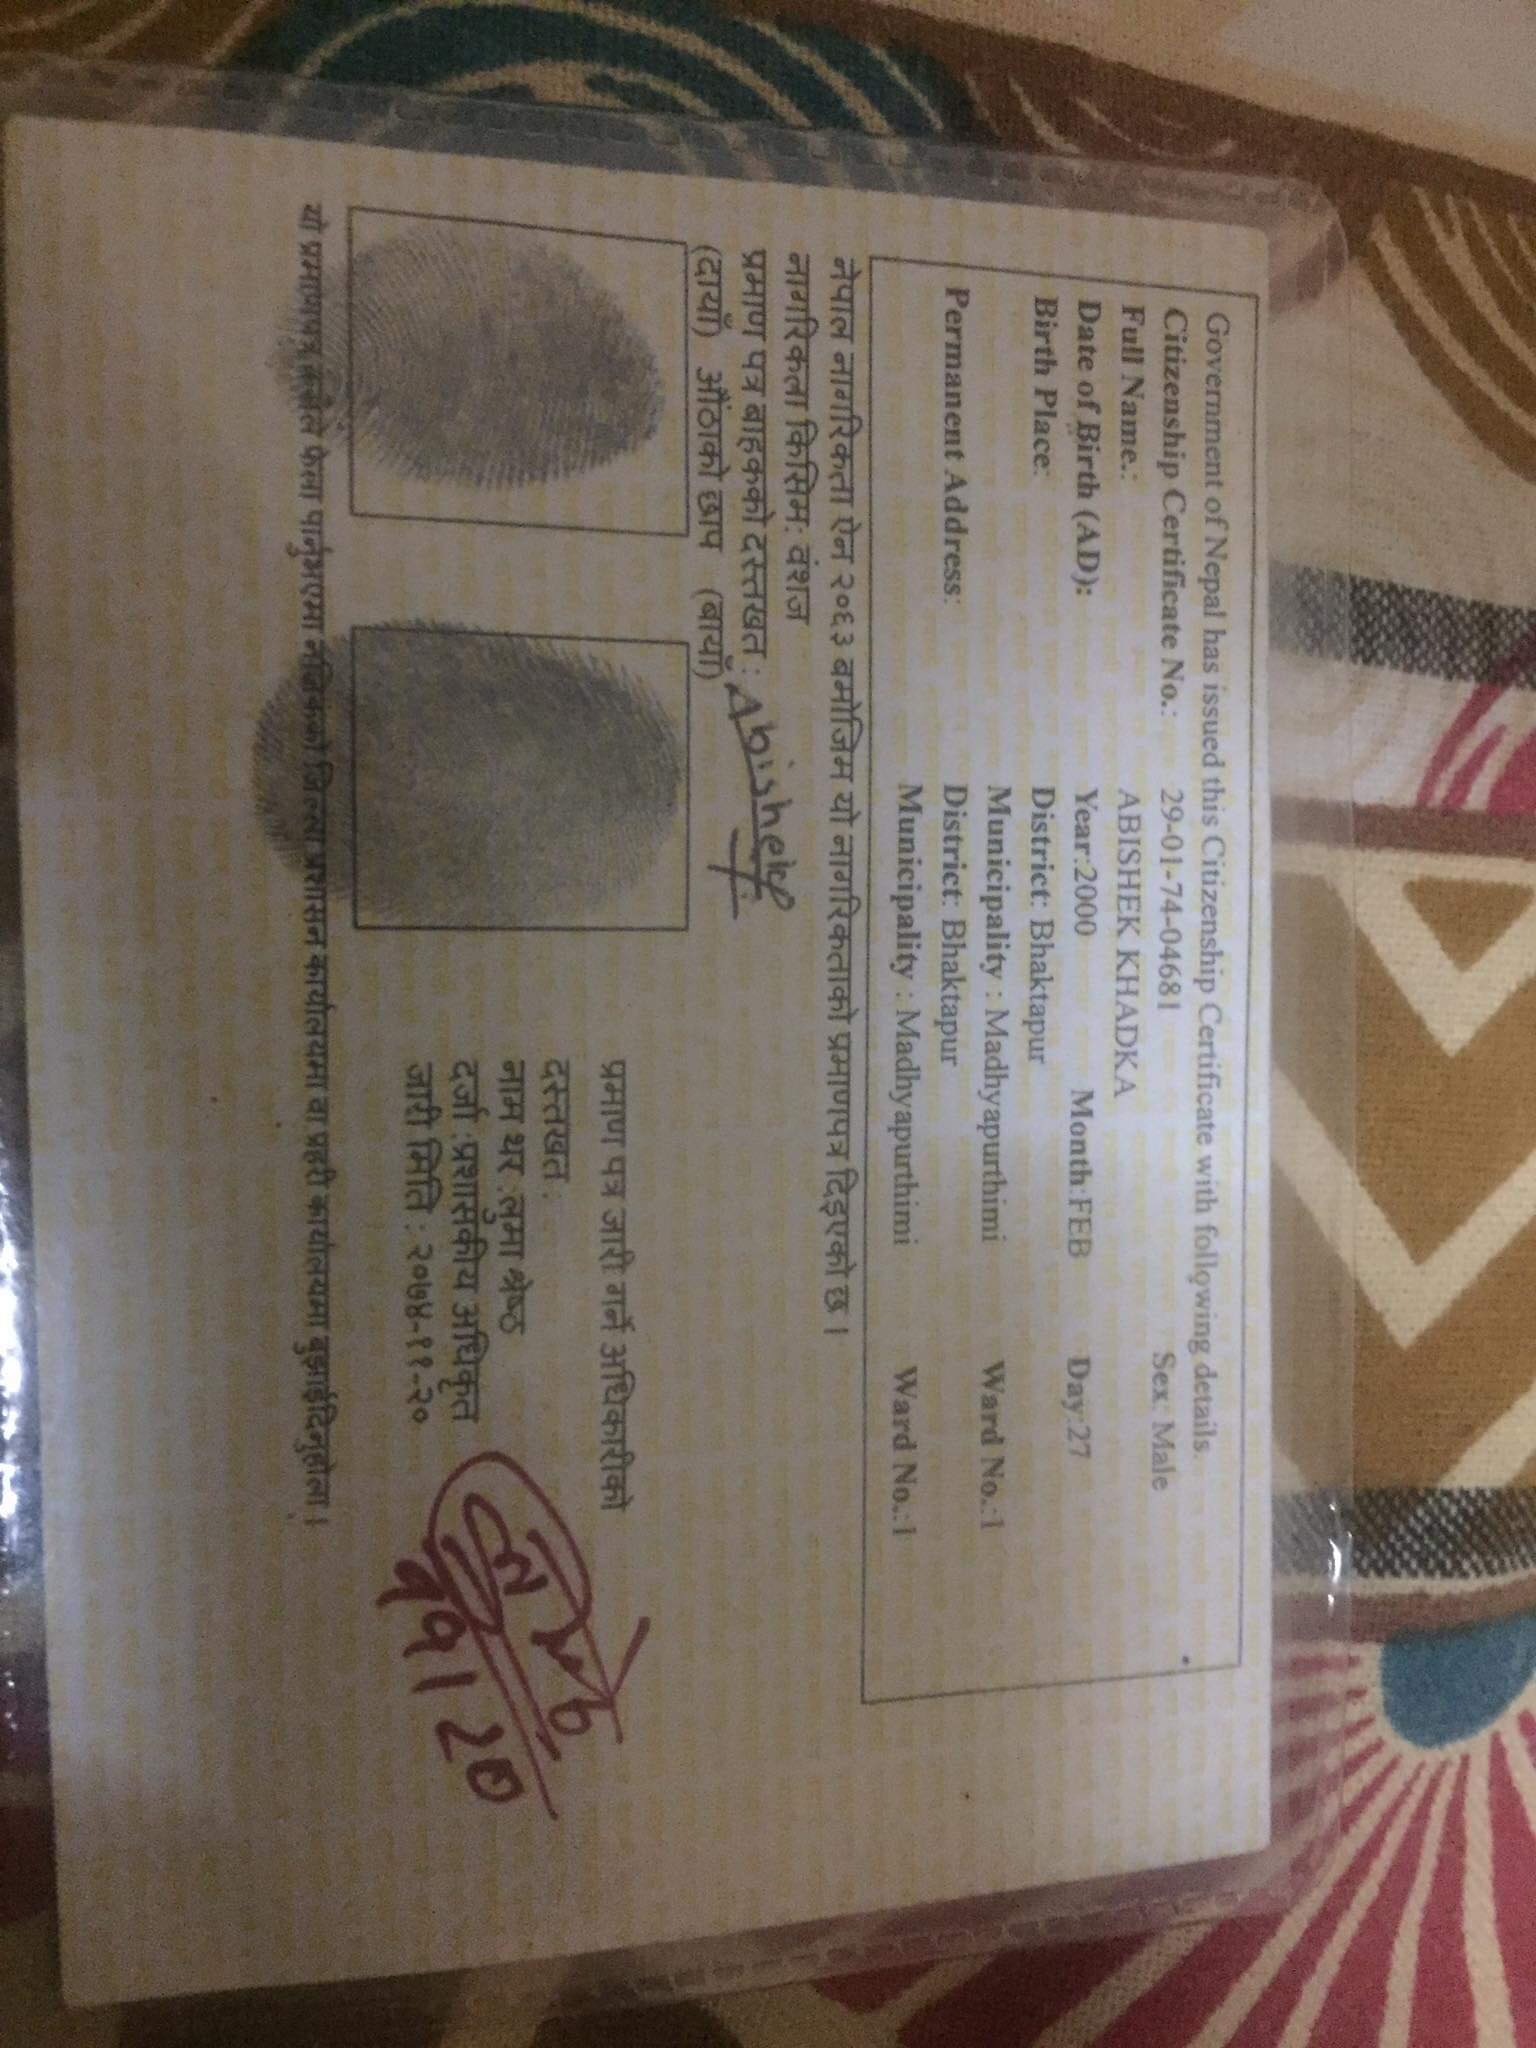 Government of Nepal has issued this Citizenship Certificate with following details.
Citizenship Certificate No.: 29-01-74-04681 Sex: Male
Full Name.: ABISHEK KHADKA
Date of Birth (AD): Year:2000 Month:FEB Day:27
Birth Place: District: Bhaktapur
Municipality : Madhyapurthimi Ward No.:1
Permanent Address: District: Bhaktapur
Municipality : Madhyapurthimi Ward No.:1
नेपाल नागरिकता ऐन २०६३ बमोजिम यो नागरिकताको प्रमाणपत्र दिइएको छ ।
नागरिकता किसिम: वंशज
प्रमाण पत्र बाहकको दस्तखत : Abishek
(दायाँ) औंठाको छाप (बायाँ)
प्रमाण पत्र जारी गर्ने अधिकारीको
दस्तखत :
नाम थर :लुमा श्रेष्ठ
दर्जा :प्रशासकीय अधिकृत
जारी मिति : २०७४-११-२०
११।२०
यो प्रमाणपत्र कसैले फेला पार्नुभएमा नजिकको जिल्ला प्रशासन कार्यालयमा वा प्रहरी कार्यालयमा बुझाईदिनुहोला ।